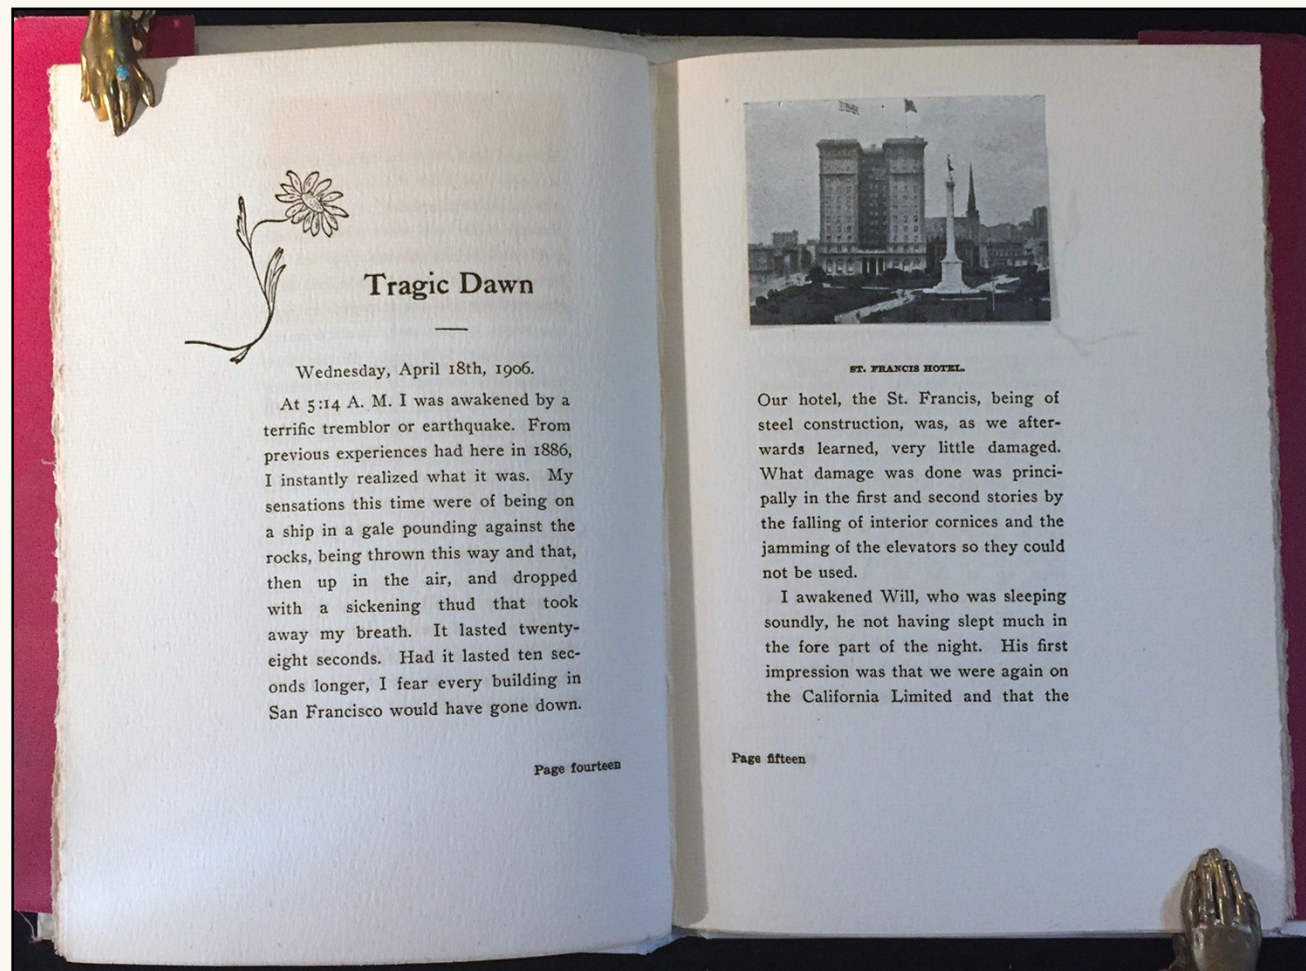 Tragic Dawn
Wednesday, April 18th, 1906.
At 5:14 A. M. I was awakened by a
terrific tremblor or earthquake. From
previous experiences had here in 1886,
I instantly realized what it was. My
sensations this time were of being on
a ship in a gale pounding against the
rocks, being thrown this way and that,
then up in the air, and dropped
with a sickening thud that took
away my breath. It lasted twenty-
eight seconds. Had it lasted ten sec-
onds longer, I fear every building in
San Francisco would have gone down.
Page fourteen
ST. FRANCIS HOTEL.
Our hotel, the St. Francis, being of
steel construction, was, as we after-
wards learned, very little damaged.
What damage was done was princi-
pally in the first and second stories by
the falling of interior cornices and the
jamming of the elevators so they could
not be used.
I awakened Will, who was sleeping
soundly, he not having slept much in
the fore part of the night. His first
impression was that we were again on
the California Limited and that the
Page fifteen